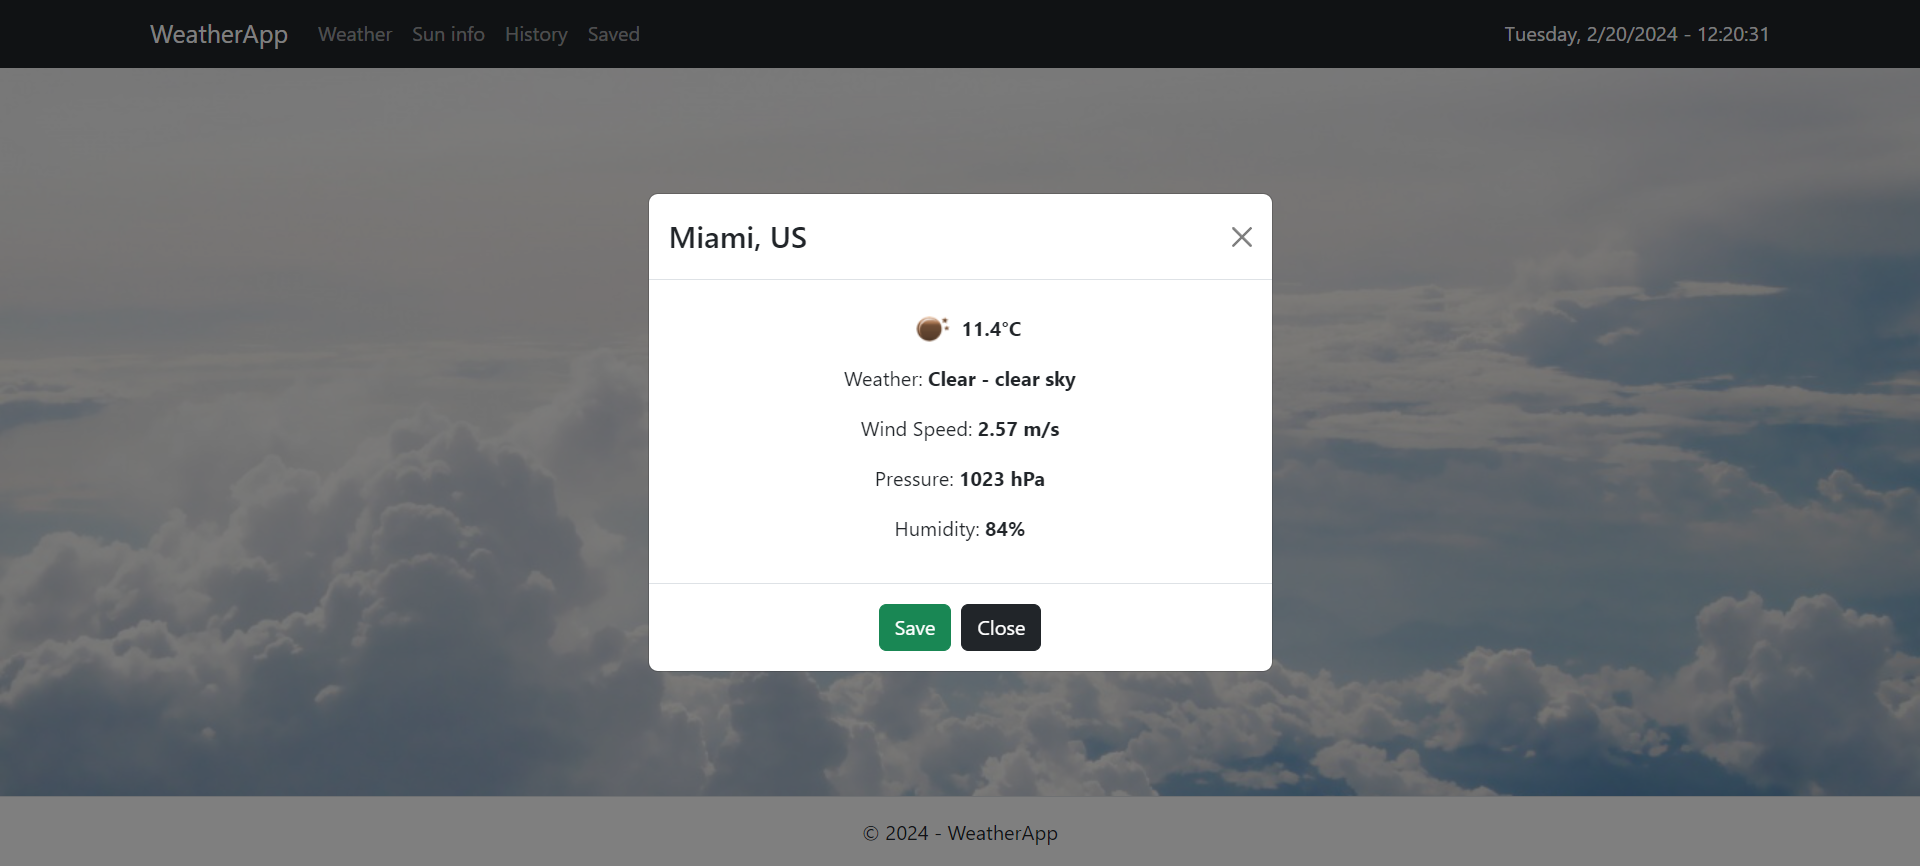 WeatherApp Weather Sun info History Saved Tuesday, 2/20/2024 - 12:20:31
Miami, US
11.4°C
Weather: Clear - clear sky
Wind Speed: 2.57 m/s
Pressure: 1023 hPa
Humidity: 84%
Save Close
© 2024 - WeatherApp